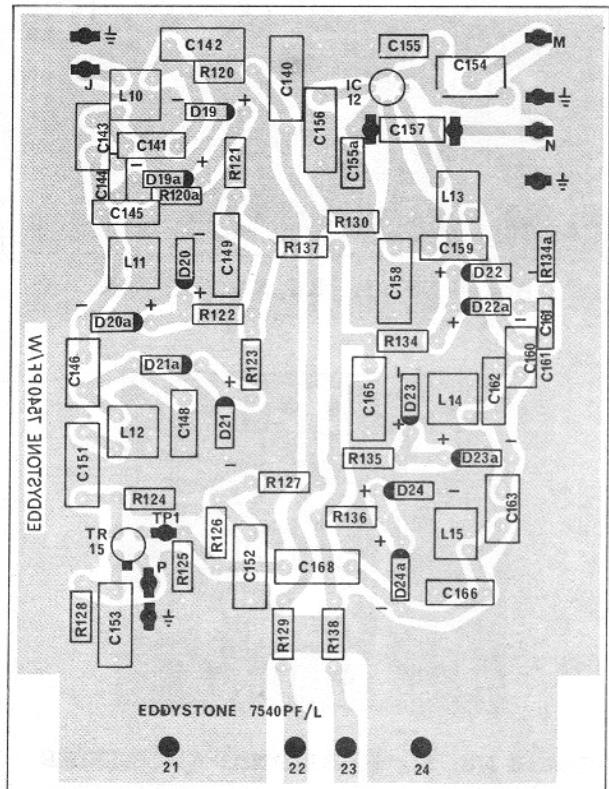 C142
C155
M
R120
C140
C154
J
L10
IC
12
D19
C156
C157
C143
C141
R121
C155a
N
C144
D19a
R120a
L13
C145
R130
C149
R137
C159
L11
D20
C158
D22
R134a
D20a
R122
D22a
C161
R134
C160
C161
EDDYSTONE 7540PF/W
C146
D21a
R123
C165
C162
L14
D23
C148
D21
L12
C151
R135
D23a
R127
R124
D24
C163
TP1
R126
R136
TR
15
L15
R125
C152
C168
P
D24a
C166
R128
C153
R129
R138
EDDYSTONE 7540PF/L
21
22
23
24